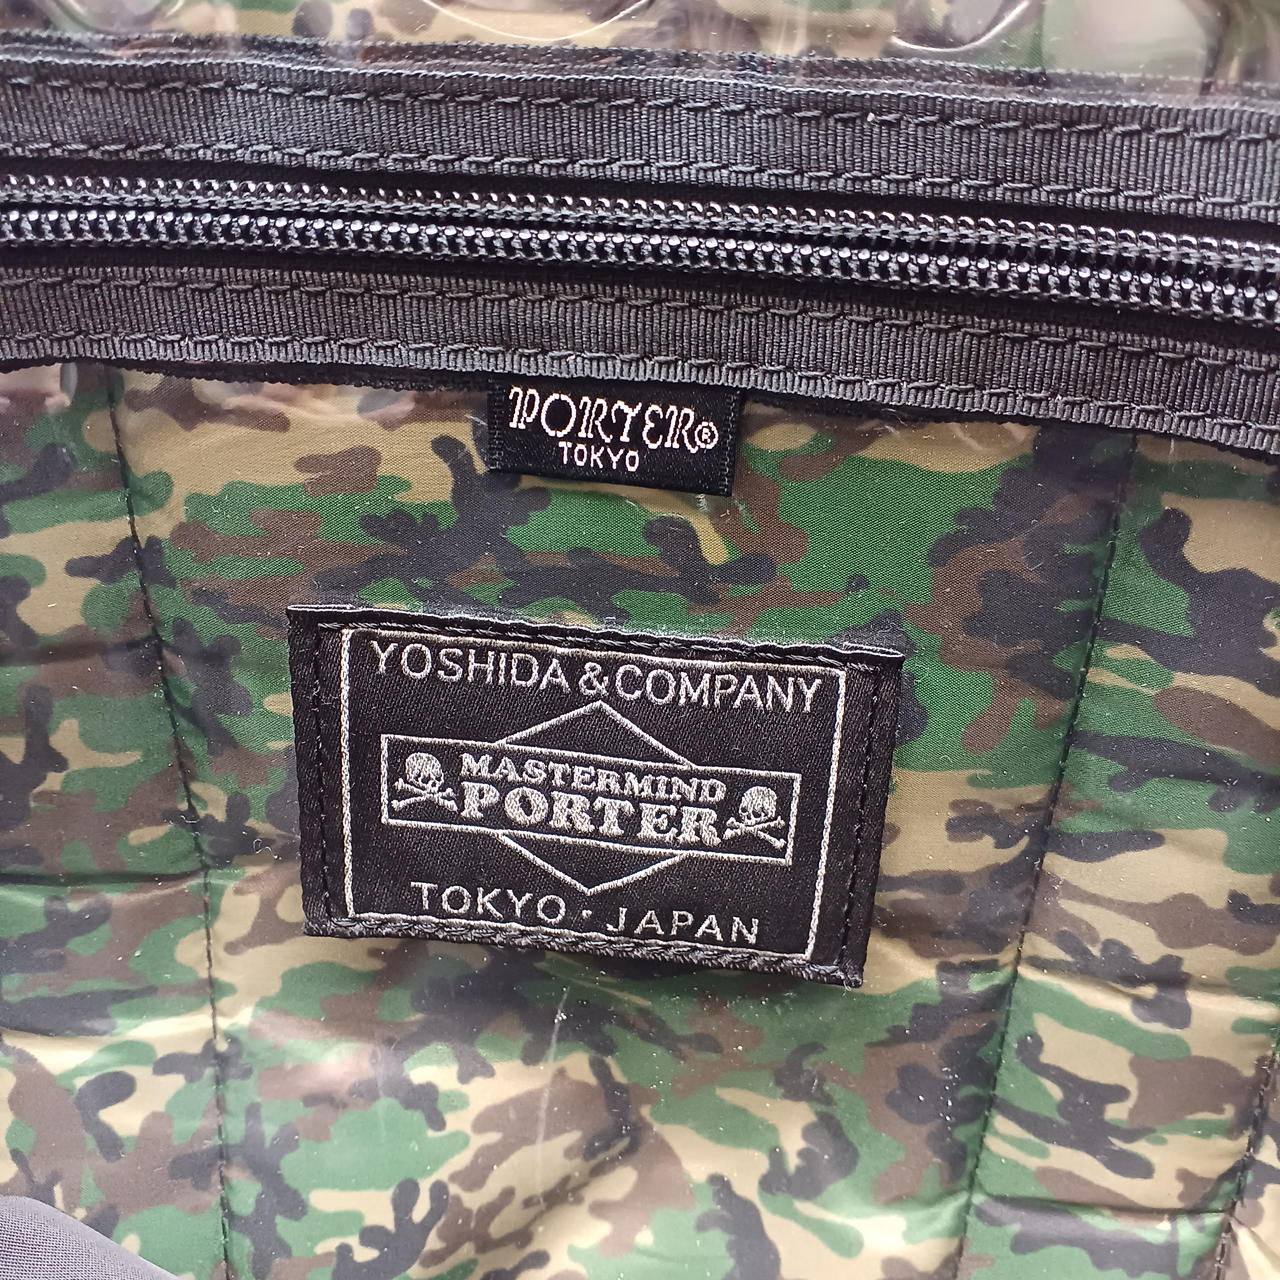 PORTER®
TOKYO
YOSHIDA & COMPANY
MASTERMIND
PORTER
TOKYO · JAPAN